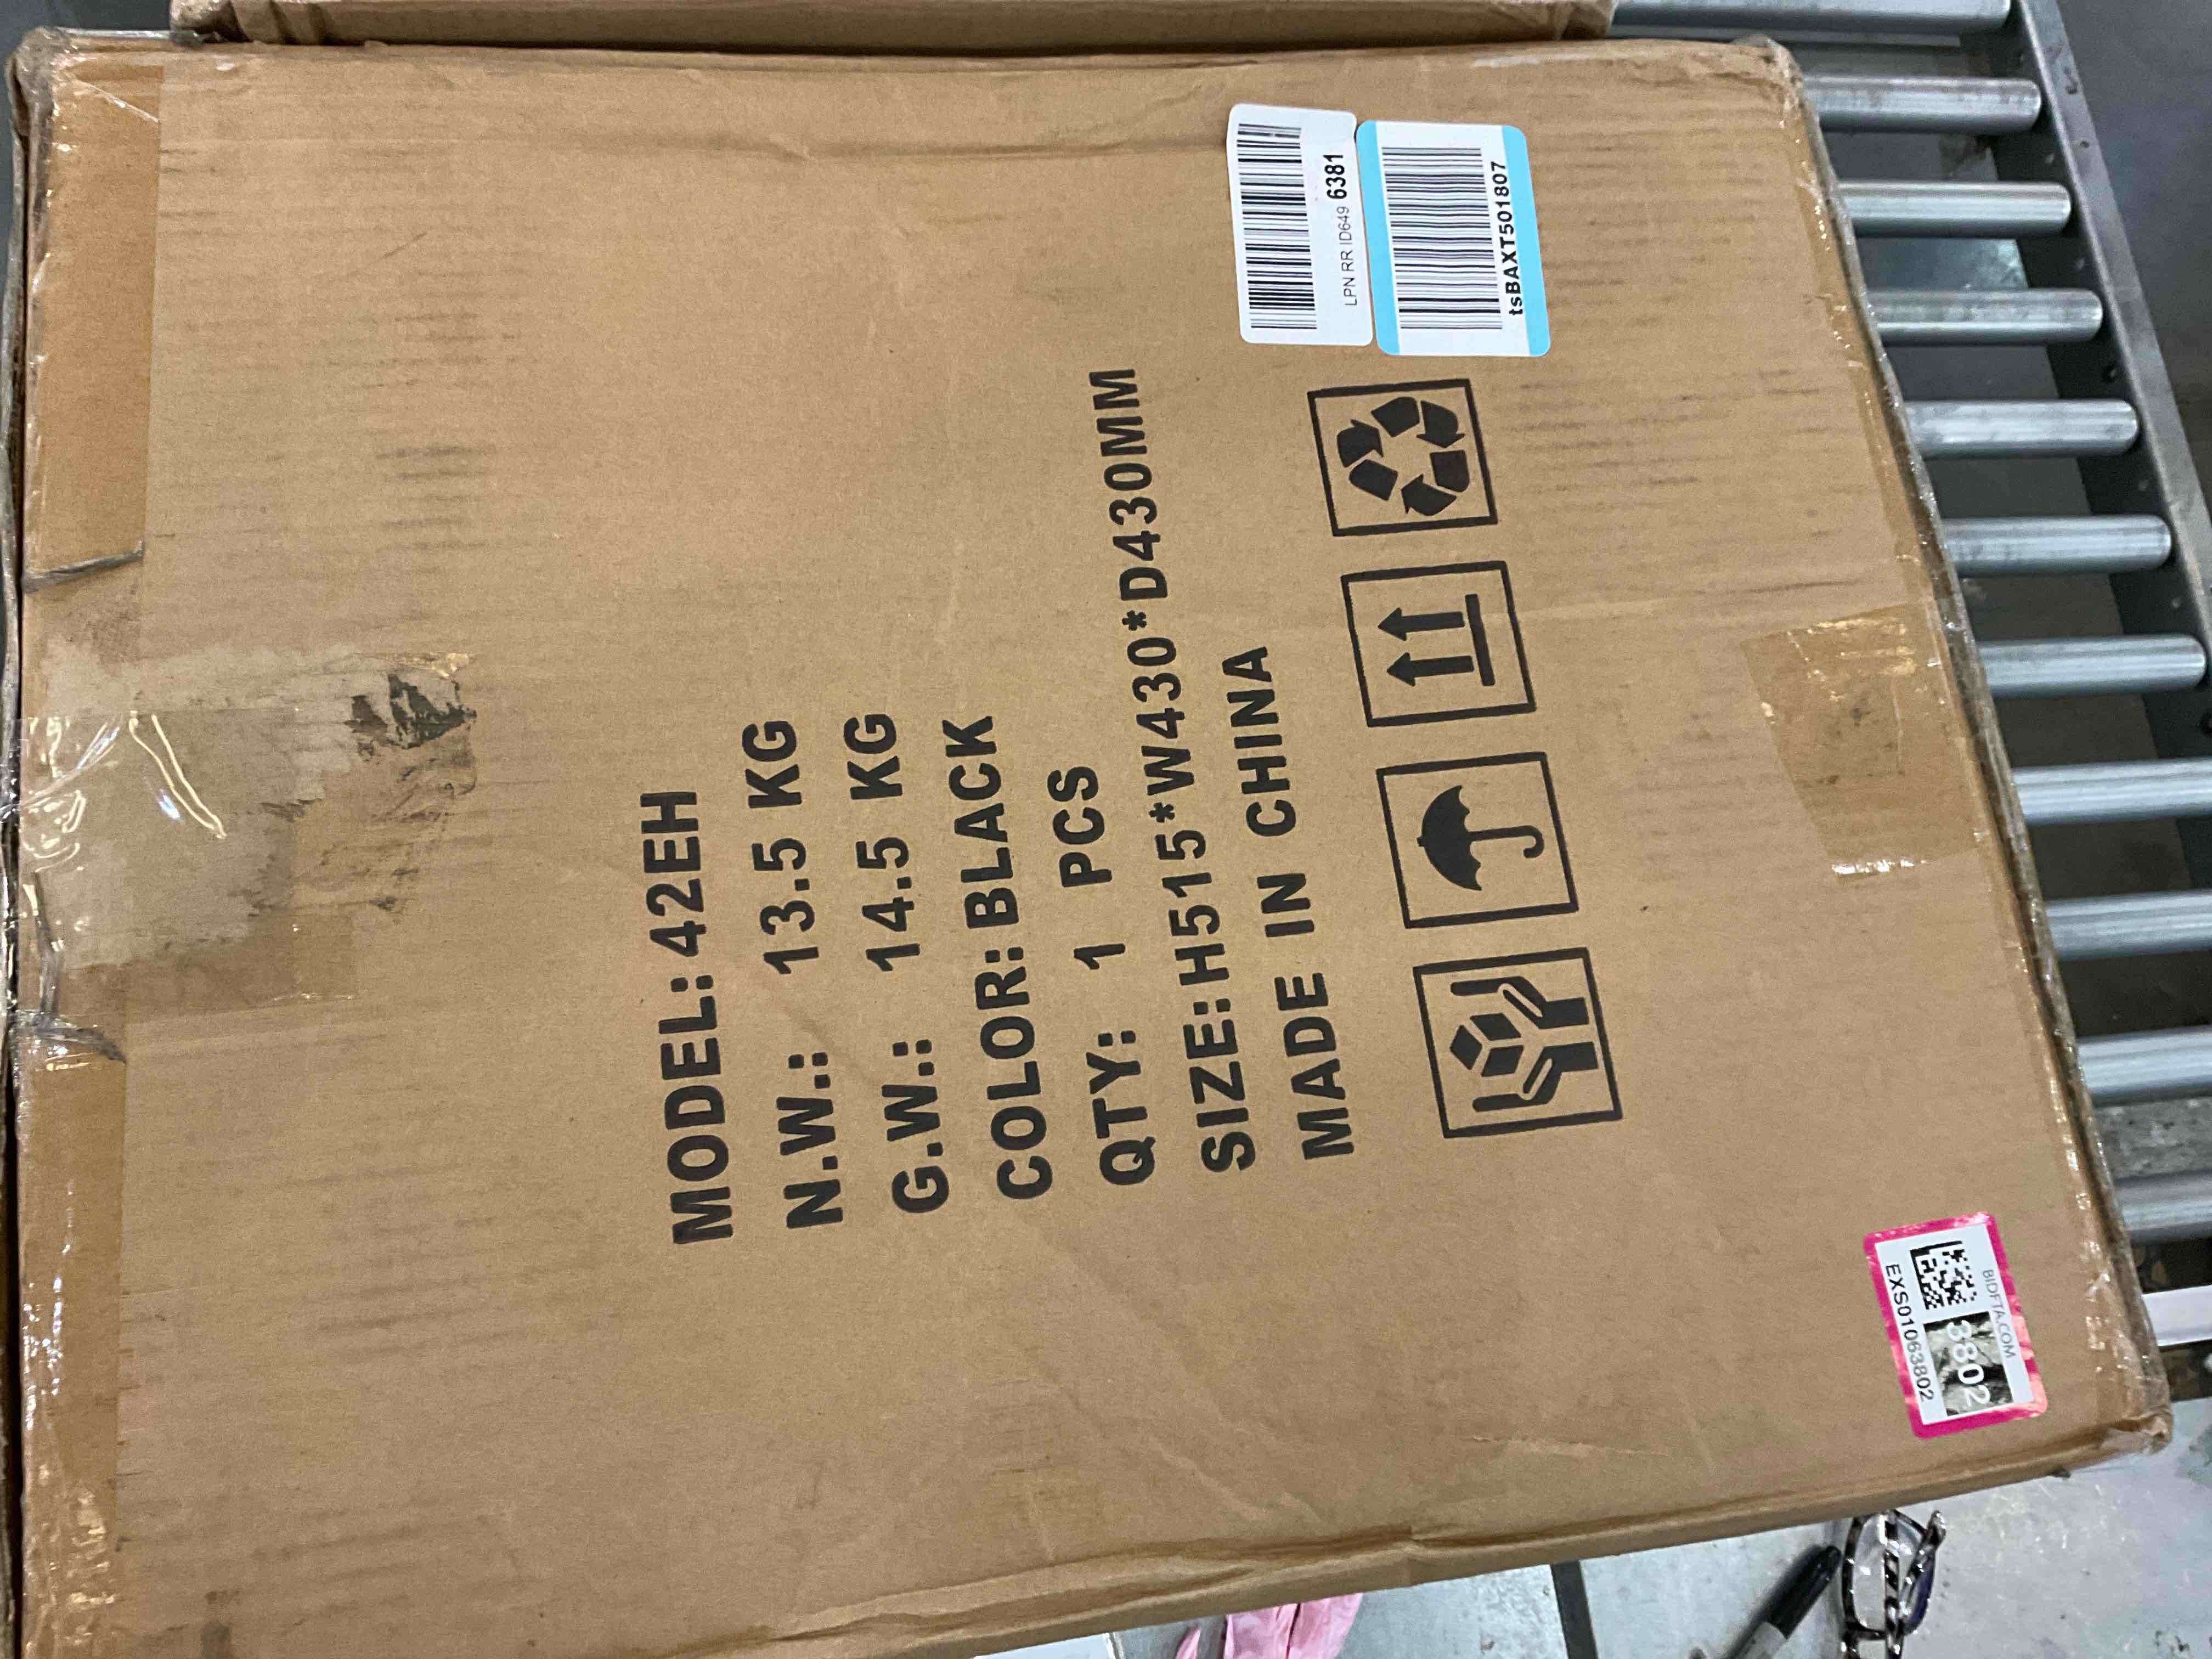 MODEL: 42EH
N.W.: 13.5 KG
G.W.: 14.5 KG
COLOR: BLACK
QTY: 1 PCS
SIZE: H515*W430*D430MM
MADE IN CHINA
LPN RR ID649 6381
tsBAXT501807
BIDFTA.COM
3802
EXS01063802